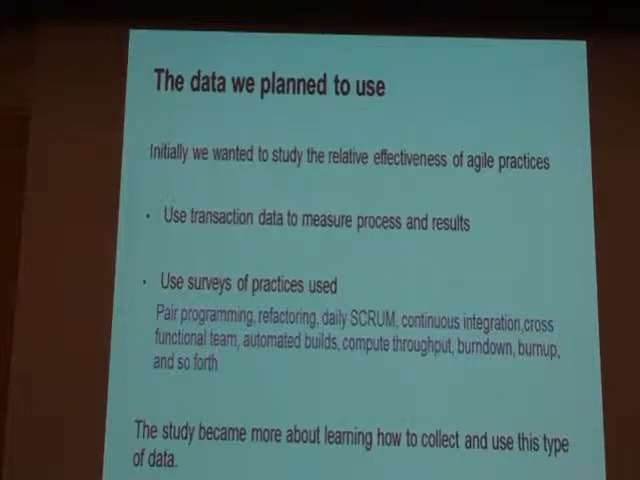 The data we planned to use
Initially we wanted to study the relative effectiveness of agile practices
• Use transaction data to measure process and results
• Use surveys of practices used
Pair programming, refactoring, daily SCRUM, continuous integration,cross
functional team, automated builds, compute throughput, burndown, burnup,
and so forth
The study became more about learning how to collect and use this type
of data.